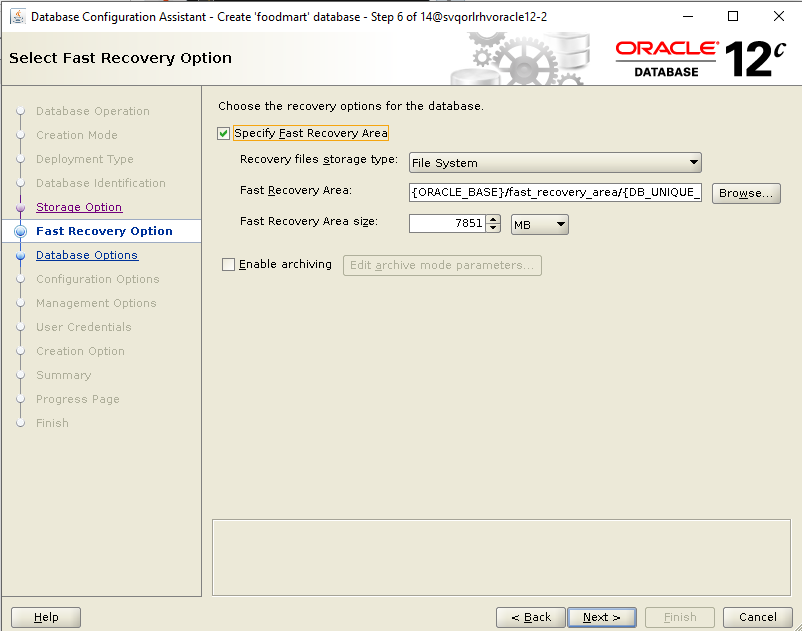 Database Configuration Assistant - Create 'foodmart' database - Step 6 of 14@svqorlrhvoracle12-2
Select Fast Recovery Option
ORACLE®
DATABASE
12c
Database Operation
Creation Mode
Deployment Type
Database Identification
Storage Option
Fast Recovery Option
Database Options
Configuration Options
Management Options
User Credentials
Creation Option
Summary
Progress Page
Finish
Choose the recovery options for the database.
Specify Fast Recovery Area
Recovery files storage type: File System
Fast Recovery Area: {ORACLE_BASE}/fast_recovery_area/{DB_UNIQUE_ Browse...
Fast Recovery Area size: 7851 MB
Enable archiving Edit archive mode parameters...
Help < Back Next > Finish Cancel